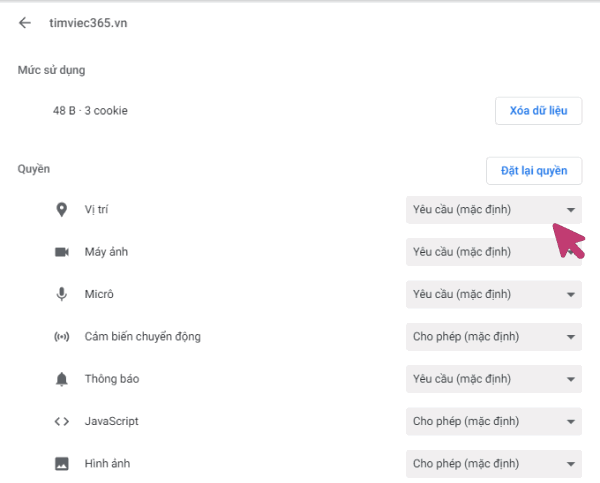 timviec365.vn
Mức sử dụng
48 B · 3 cookie
Xóa dữ liệu
Quyền
Đặt lại quyền
Vị trí
Yêu cầu (mặc định)
Máy ảnh
Yêu cầu (mặc định)
Micrô
Yêu cầu (mặc định)
Cảm biến chuyển động
Cho phép (mặc định)
Thông báo
Yêu cầu (mặc định)
JavaScript
Cho phép (mặc định)
Hình ảnh
Cho phép (mặc định)